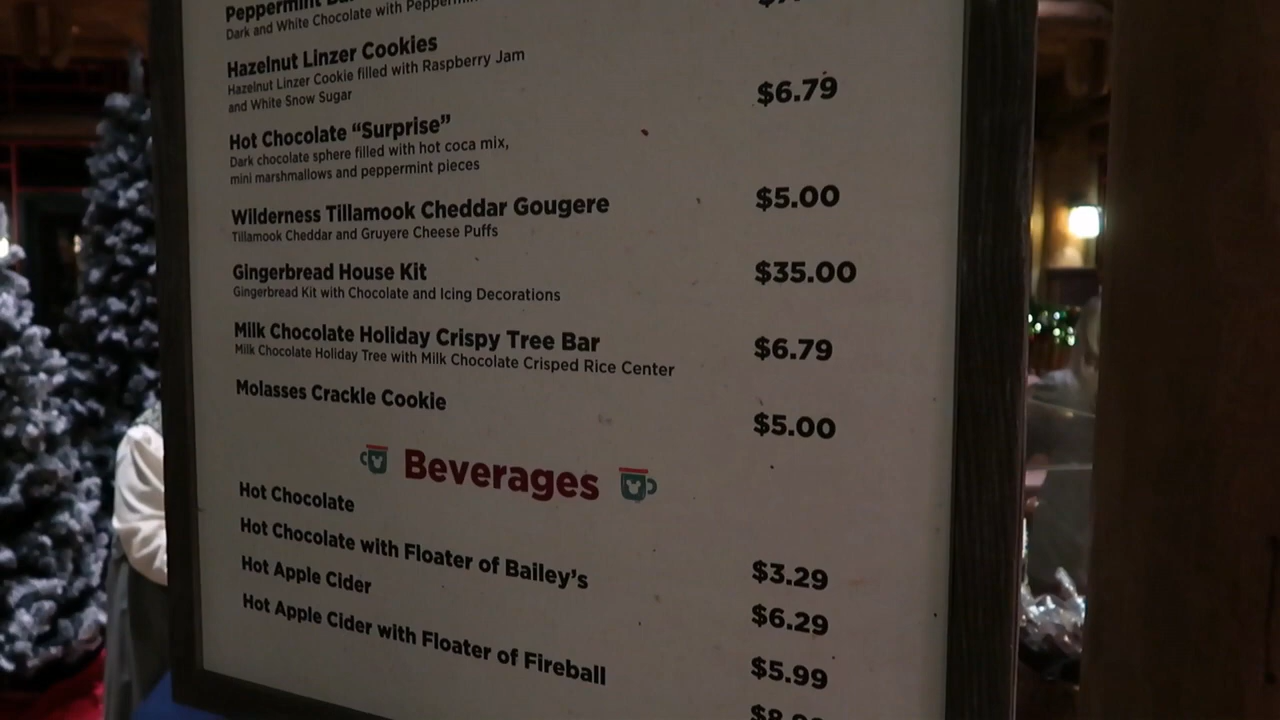 Peppermint
Dark and White Chocolate with
Hazelnut Linzer Cookies
Hazelnut Linzer Cookie filled with Raspberry Jam
and White Snow Sugar
$6.79
Hot Chocolate “Surprise”
Dark chocolate sphere filled with hot coca mix,
mini marshmallows and peppermint pieces
Wilderness Tillamook Cheddar Gougere $5.00
Tillamook Cheddar and Gruyere Cheese Puffs
Gingerbread House Kit $35.00
Gingerbread Kit with Chocolate and Icing Decorations
Milk Chocolate Holiday Crispy Tree Bar $6.79
Milk Chocolate Holiday Tree with Milk Chocolate Crisped Rice Center
Molasses Crackle Cookie $5.00
Beverages
Hot Chocolate $3.29
Hot Chocolate with Floater of Bailey’s $6.29
Hot Apple Cider $5.99
Hot Apple Cider with Floater of Fireball